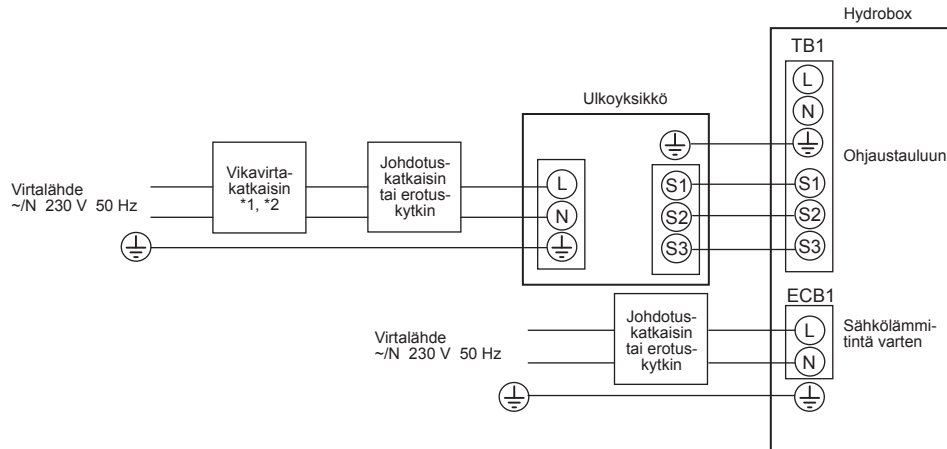 Hydrobox
TB1
L
N
Ulkoyksikkö
Ohjaustauluun
Vikavirta-
katkaisin
*1, *2
Johdotus-
katkaisin
tai erotus-
kytkin
Virtalähde
~/N 230 V 50 Hz
L
N
S1
S2
S3
S1
S2
S3
ECB1
L
N
Sähkölämmi-
tintä varten
Johdotus-
katkaisin
tai erotus-
kytkin
Virtalähde
~/N 230 V 50 Hz